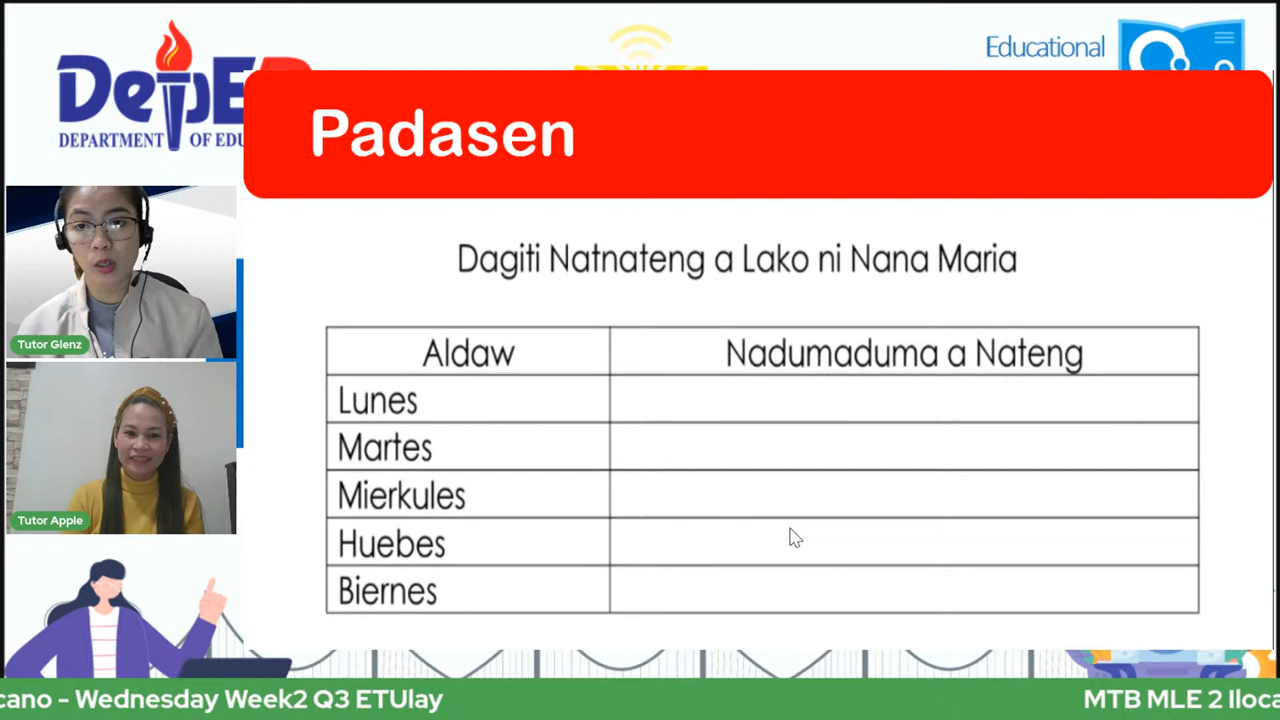 DepED
DEPARTMENT OF EDU
Educational
Padasen
Dagiti Natnateng a Lako ni Nana Maria
Aldaw Nadumaduma a Nateng
Lunes
Martes
Mierkules
Huebes
Biernes
Tutor Glenz
Tutor Apple
cano - Wednesday Week2 Q3 ETUlay MTB MLE 2 Iloca